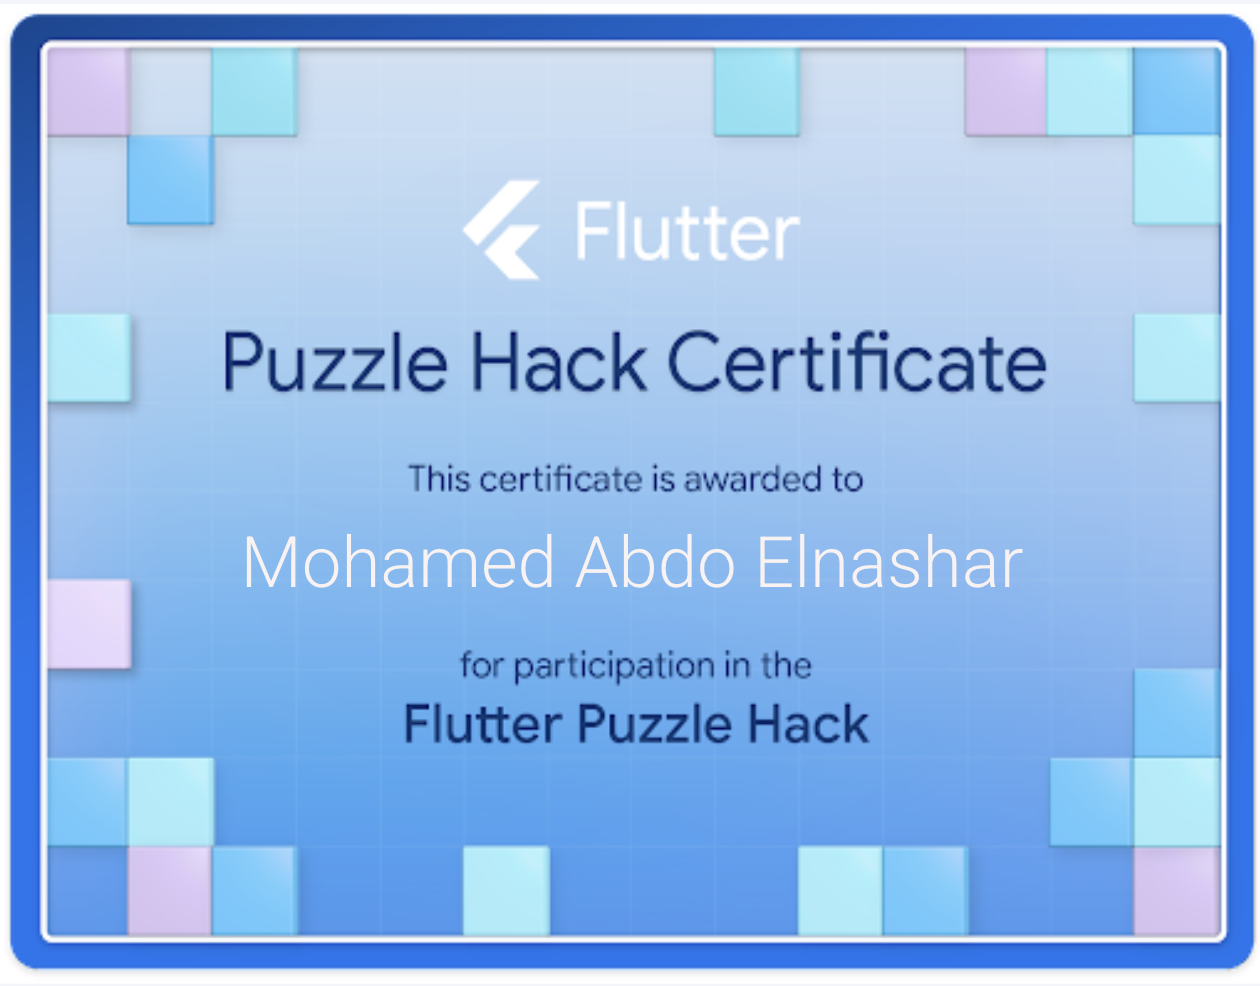 Flutter
Puzzle Hack Certificate
This certificate is awarded to
Mohamed Abdo Elnashar
for participation in the
Flutter Puzzle Hack